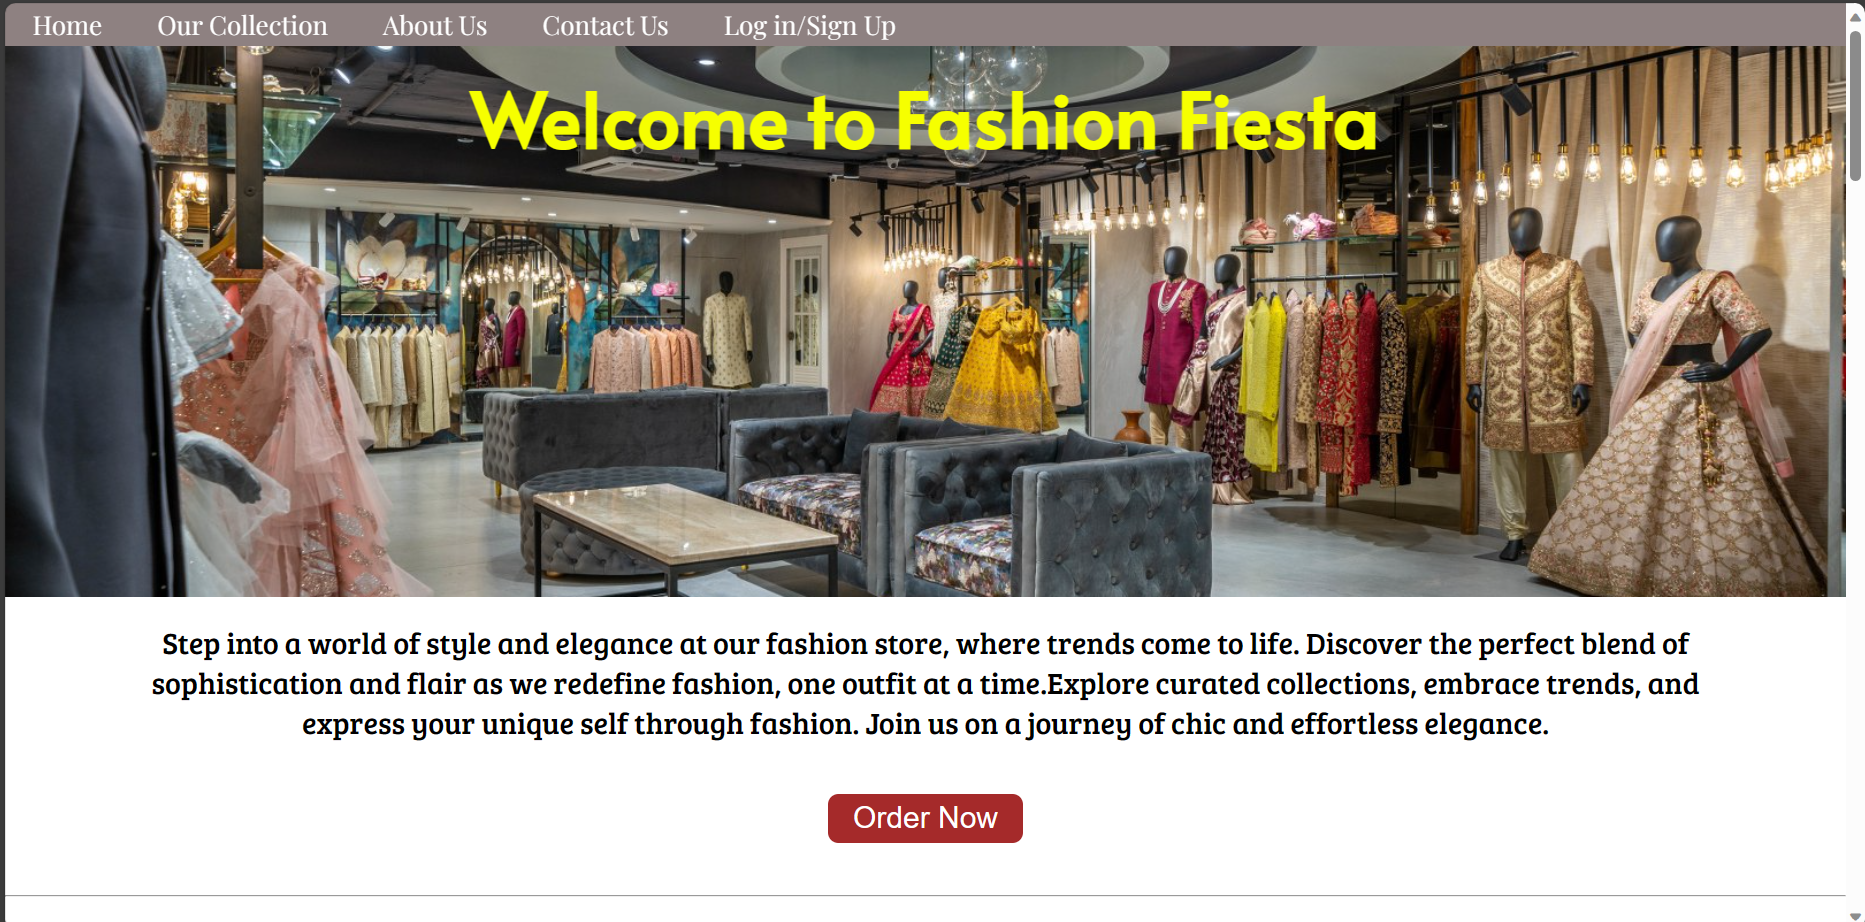 Home Our Collection About Us Contact Us Log in/Sign Up
Welcome to Fashion Fiesta
Step into a world of style and elegance at our fashion store, where trends come to life. Discover the perfect blend of
sophistication and flair as we redefine fashion, one outfit at a time.Explore curated collections, embrace trends, and
express your unique self through fashion. Join us on a journey of chic and effortless elegance.
Order Now